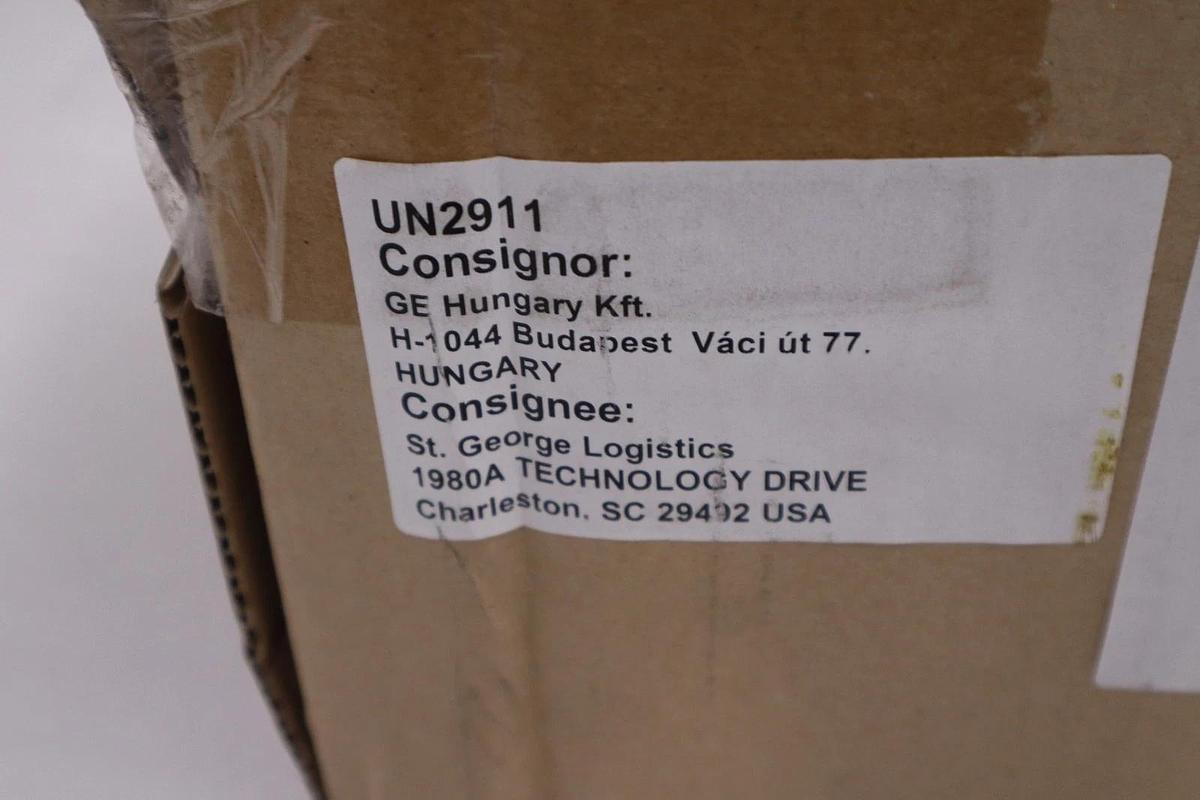 UN2911
Consignor:
GE Hungary Kft.
H-1044 Budapest Váci út 77.
HUNGARY
Consignee:
St. George Logistics
1980A TECHNOLOGY DRIVE
Charleston, SC 29492 USA